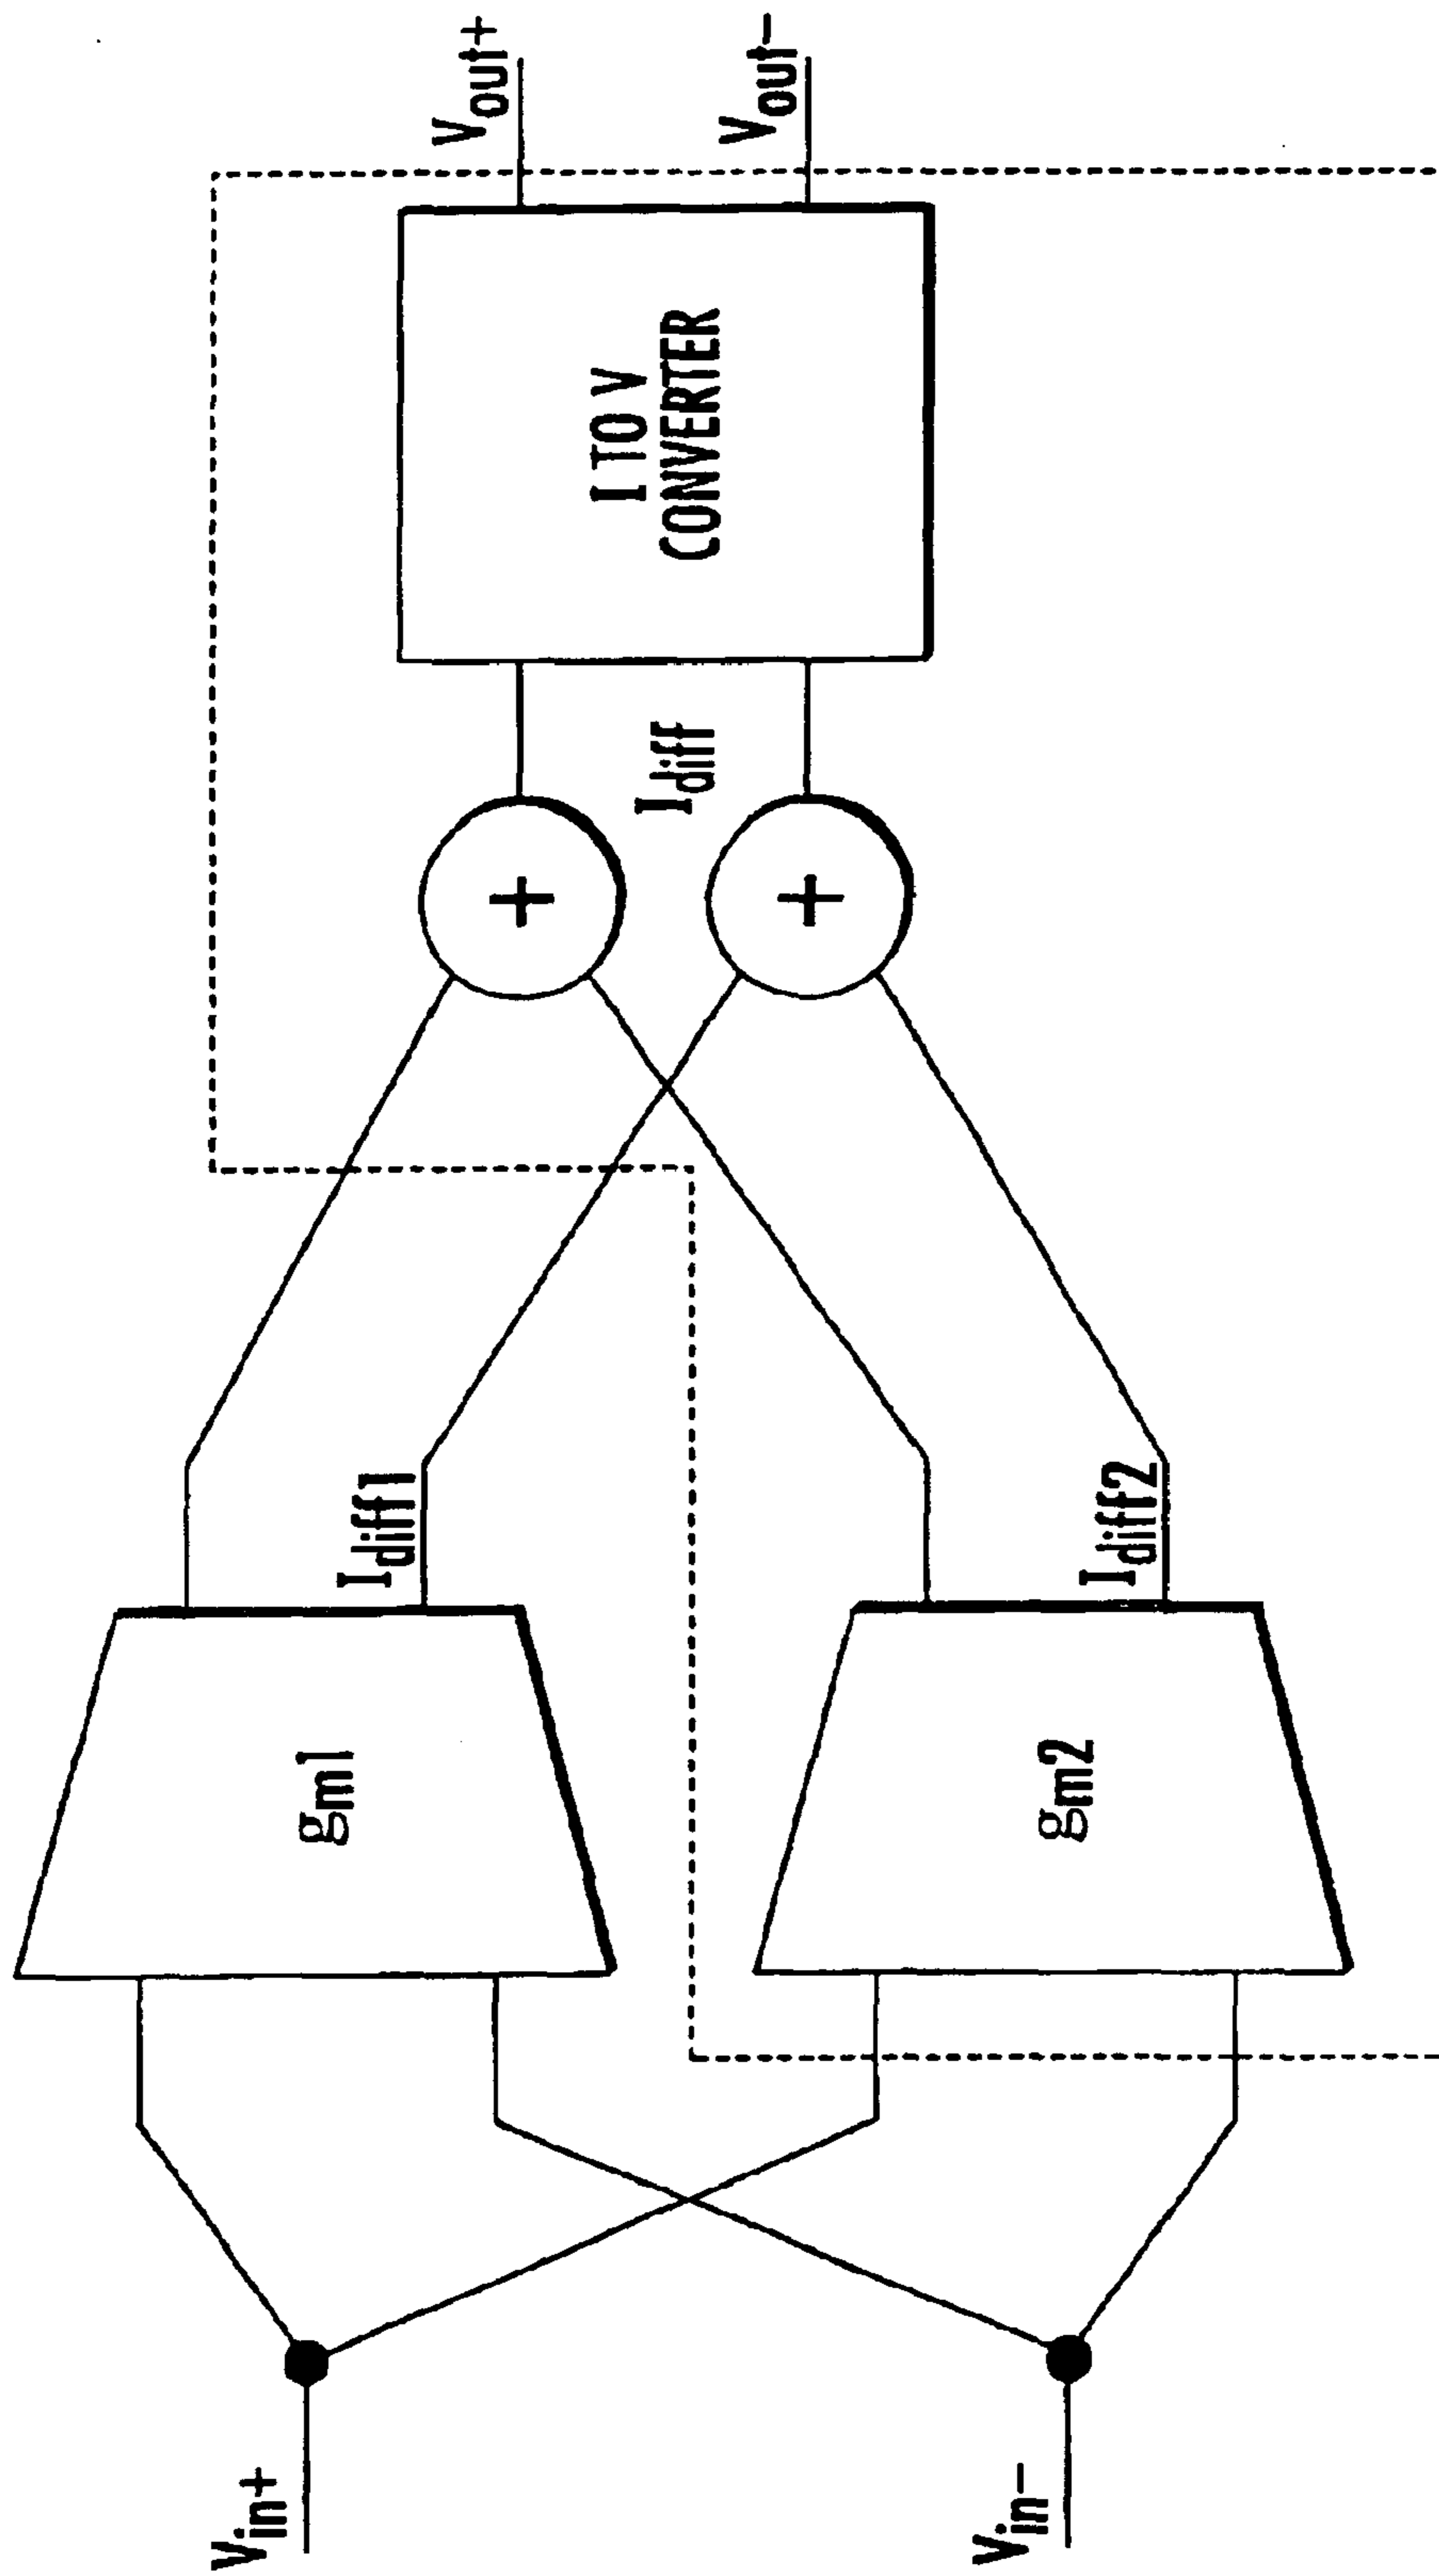 Vin+
Vin−
gm1
gm2
Idiff1
Idiff2
+
+
Idiff
I TO V
CONVERTER
Vout+
Vout−